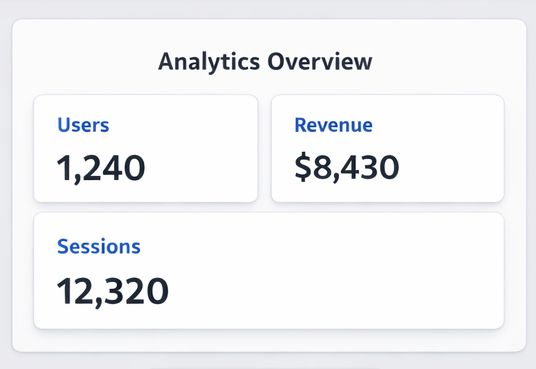 Analytics Overview
Users
1,240
Revenue
$8,430
Sessions
12,320